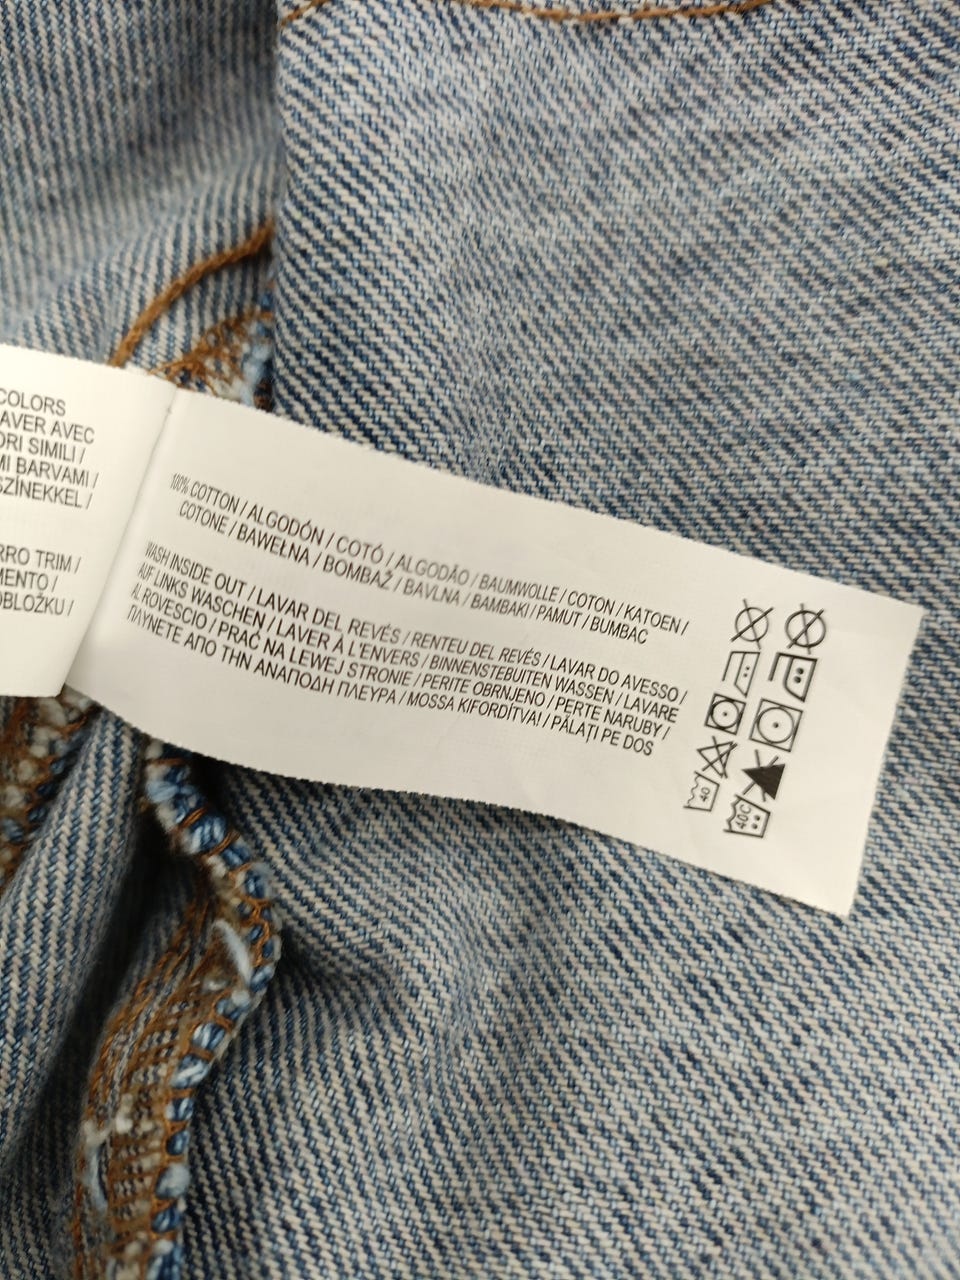 COLORS
AVER AVEC
ORI SIMILI /
MI BARVAMI /
SZÍNEKKEL /
RRO TRIM /
MENTO /
OBLOŽKU /
100% COTTON / ALGODÓN / COTÓ / ALGODÃO / BAUMWOLLE / COTON / KATOEN /
COTONE / BAWEŁNA / BOMBAŽ / BAVLNA / BAMBAKI / PAMUT / BUMBAC
WASH INSIDE OUT / LAVAR DEL REVÉS / RENTEU DEL REVÉS / LAVAR DO AVESSO /
AUF LINKS WASCHEN / LAVER À L'ENVERS / BINNENSTEBUITEN WASSEN / LAVARE
AL ROVESCIO / PRAĆ NA LEWEJ STRONIE / PERITE OBRNJENO / PERTE NARUBY /
ΠΛΥΝΕΤΕ ΑΠΟ ΤΗΝ ΑΝΑΠΟΔΗ ΠΛΕΥΡΑ / MOSSA KIFORDÍTVA! / PĂLAŢI PE DOS
40
40C